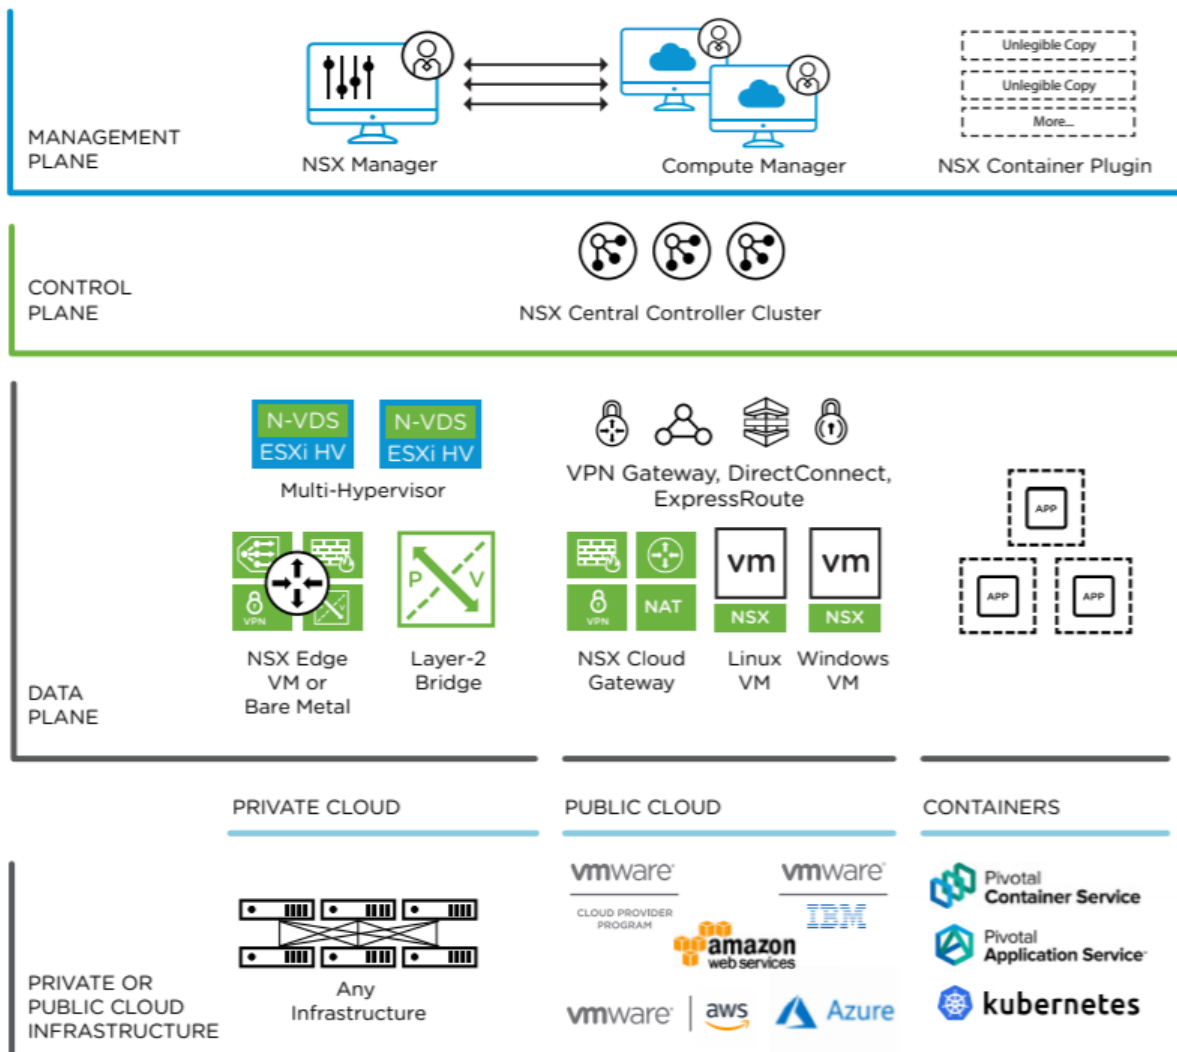 Unlegible Copy
Unlegible Copy
More...
MANAGEMENT
PLANE
NSX Manager
Compute Manager
NSX Container Plugin
CONTROL
PLANE
NSX Central Controller Cluster
N-VDS
ESXi HV
N-VDS
ESXi HV
Multi-Hypervisor
VPN Gateway, DirectConnect,
ExpressRoute
APP
APP
APP
VPN
V
P V
VPN
NAT
vm
NSX
vm
NSX
NSX Edge
VM or
Bare Metal
Layer-2
Bridge
NSX Cloud
Gateway
Linux
VM
Windows
VM
DATA
PLANE
PRIVATE CLOUD
PUBLIC CLOUD
CONTAINERS
vmware
CLOUD PROVIDER
PROGRAM
vmware
IBM
amazon
web services
vmware
aws
Azure
Pivotal
Container Service
Pivotal
Application Service
kubernetes
Any
Infrastructure
PRIVATE OR
PUBLIC CLOUD
INFRASTRUCTURE